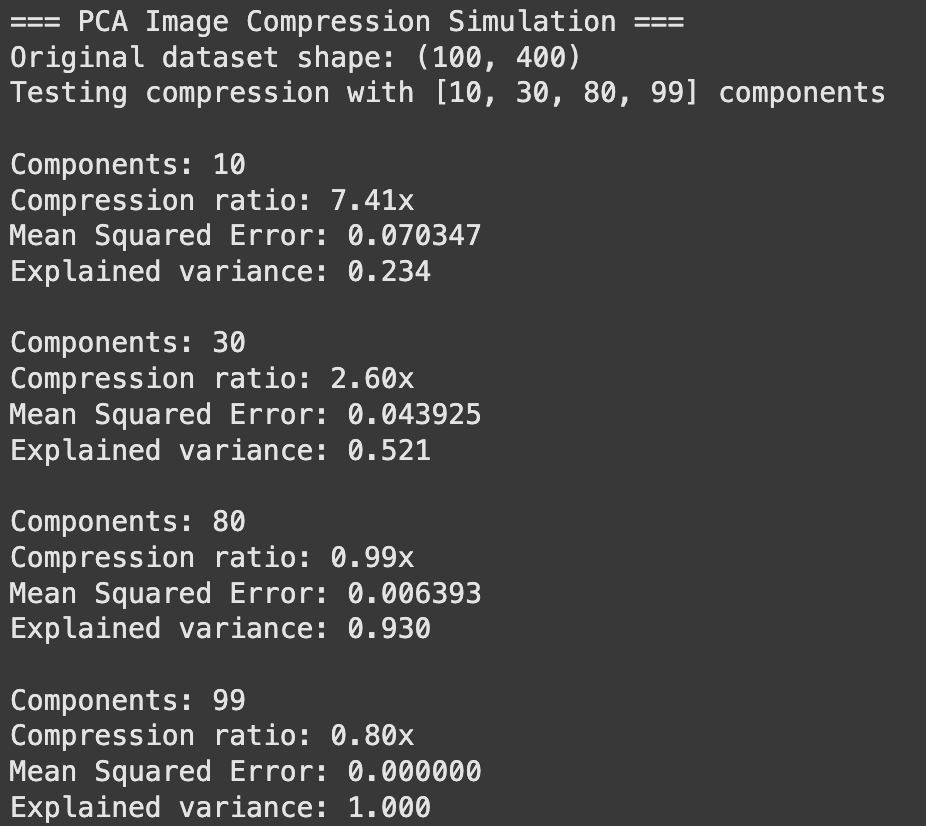 === PCA Image Compression Simulation ===
Original dataset shape: (100, 400)
Testing compression with [10, 30, 80, 99] components
Components: 10
Compression ratio: 7.41x
Mean Squared Error: 0.070347
Explained variance: 0.234
Components: 30
Compression ratio: 2.60x
Mean Squared Error: 0.043925
Explained variance: 0.521
Components: 80
Compression ratio: 0.99x
Mean Squared Error: 0.006393
Explained variance: 0.930
Components: 99
Compression ratio: 0.80x
Mean Squared Error: 0.000000
Explained variance: 1.000